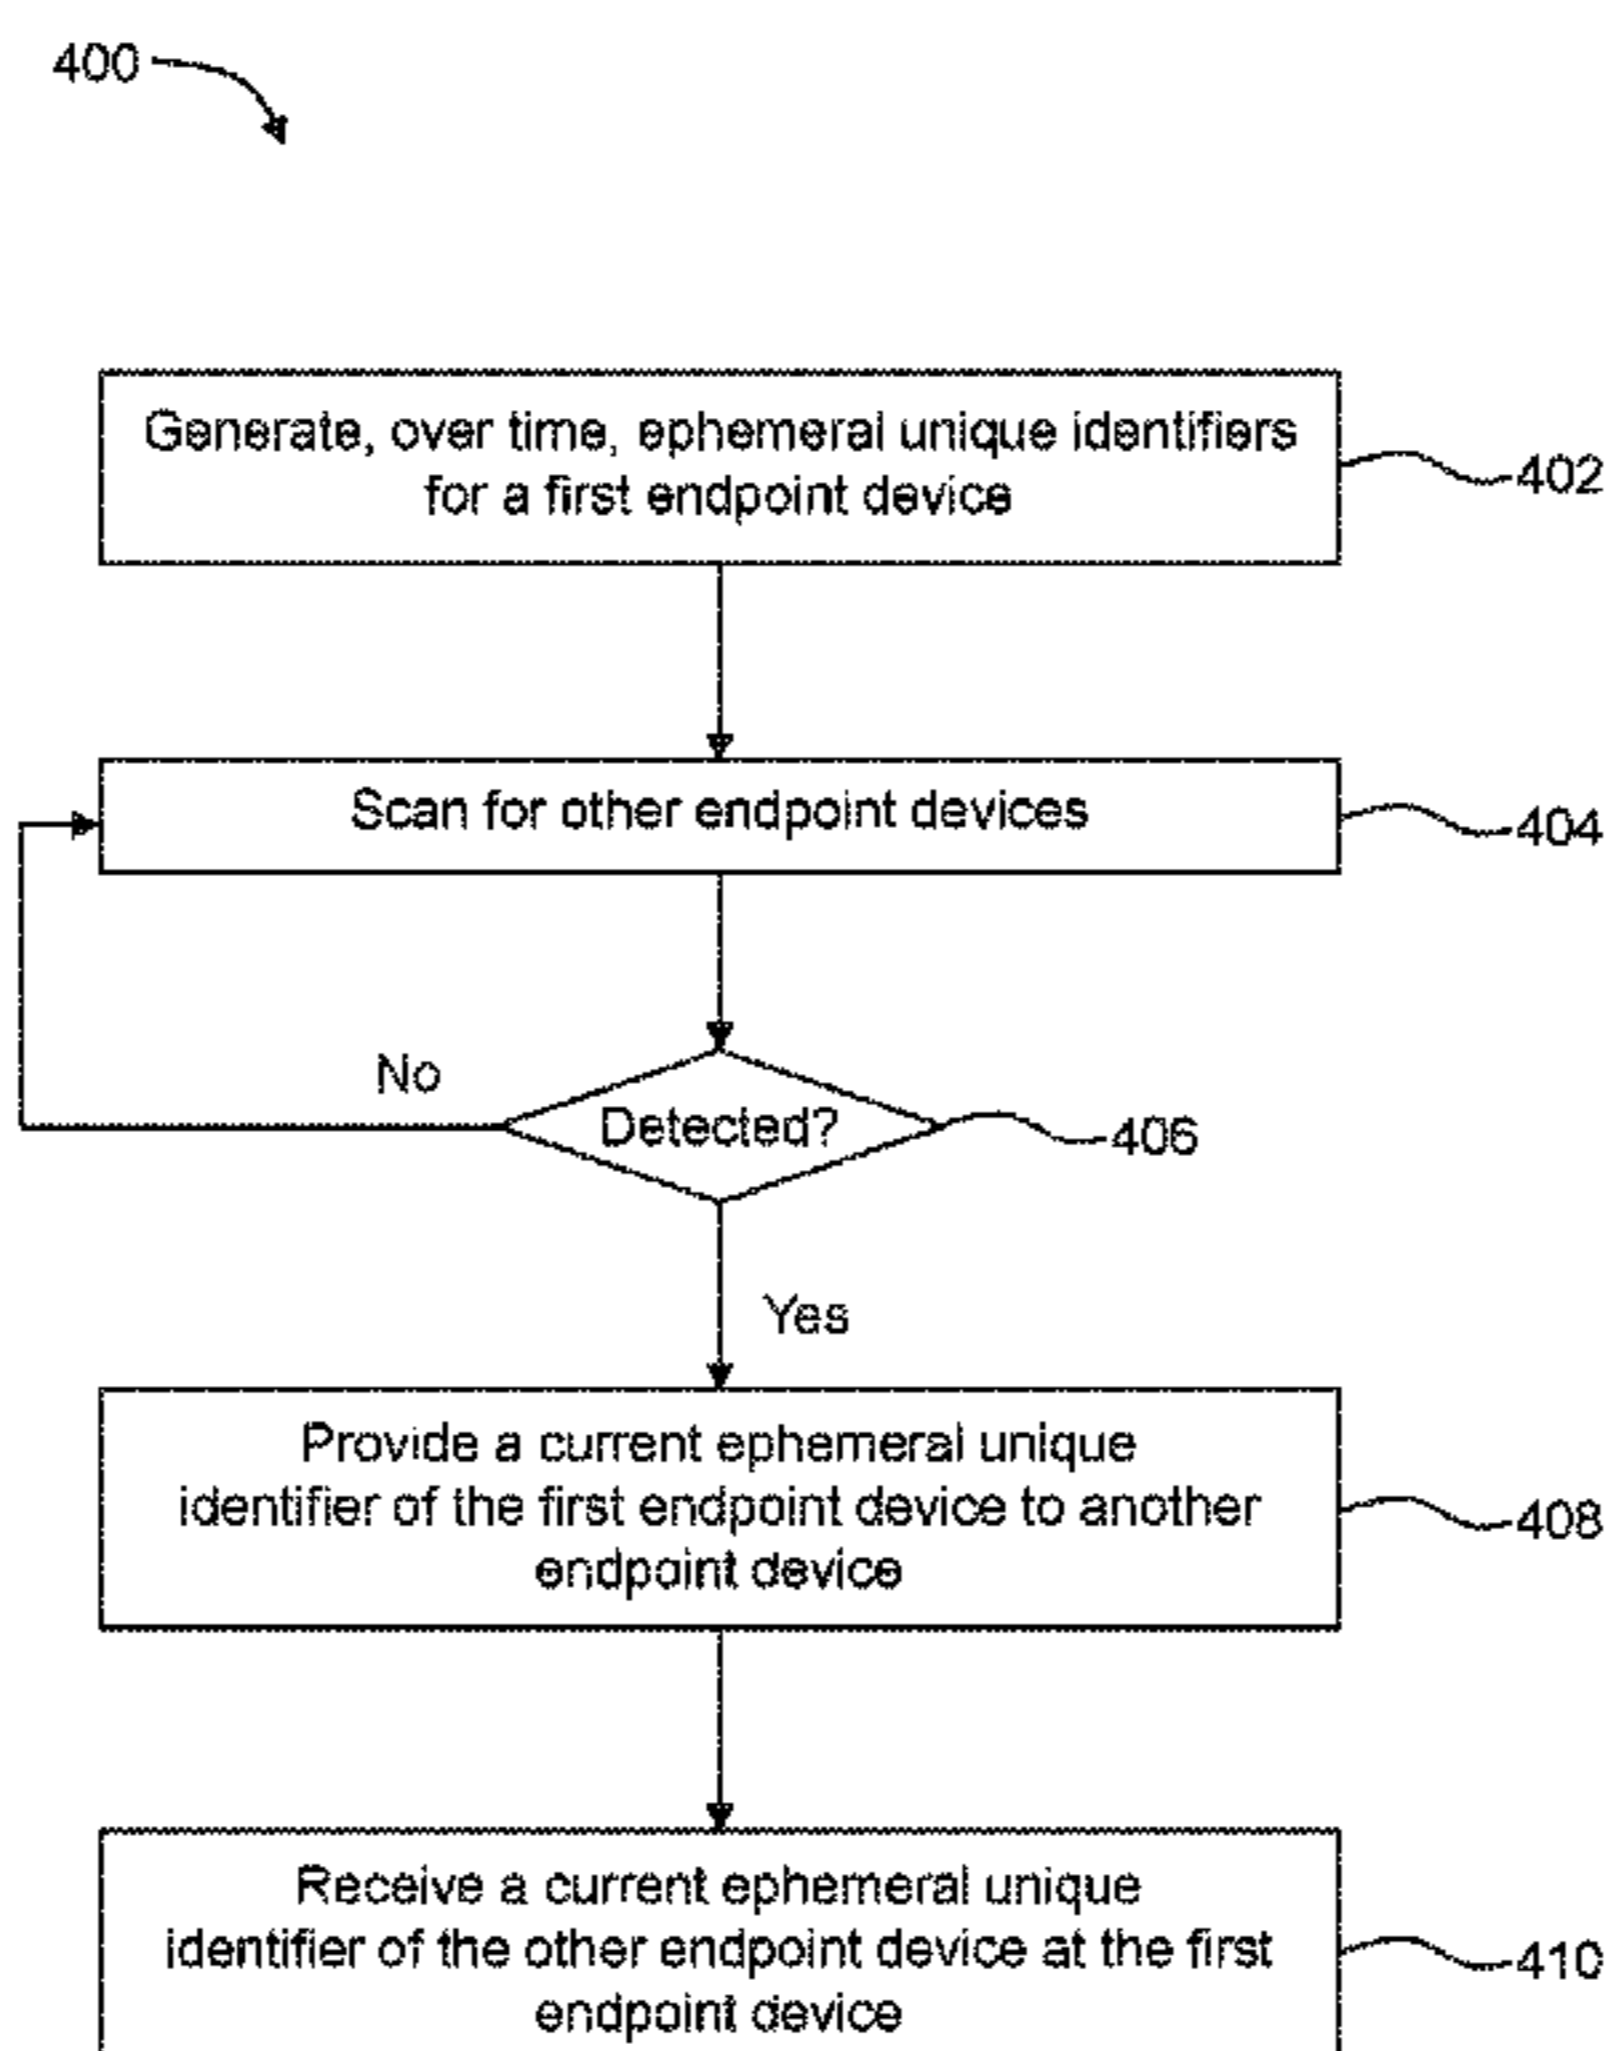 400
Generate, over time, ephemeral unique identifiers
for a first endpoint device
402
Scan for other endpoint devices
404
No
Detected?
406
Yes
Provide a current ephemeral unique
identifier of the first endpoint device to another
endpoint device
408
Receive a current ephemeral unique
identifier of the other endpoint device at the first
endpoint device
410